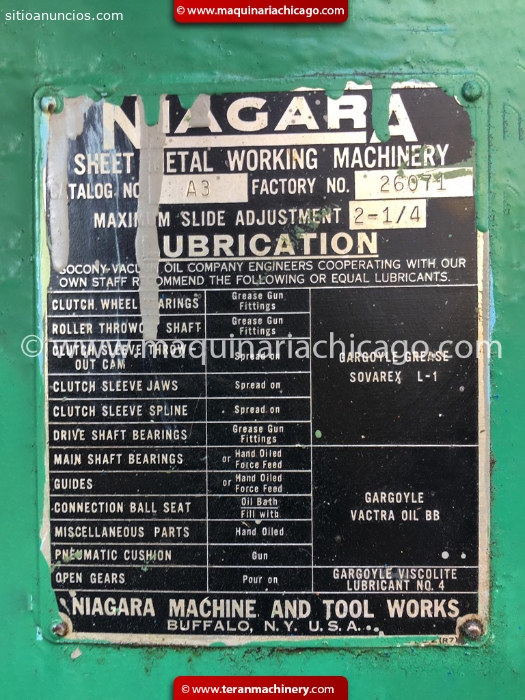 sitioanuncios.com
www.maquinariachicago.com
NIAGARA
SHEET METAL WORKING MACHINERY
CATALOG NO. A3 FACTORY NO. 26071
MAXIMUM SLIDE ADJUSTMENT 2-1/4
LUBRICATION
SOCONY-VACUUM OIL COMPANY ENGINEERS COOPERATING WITH OUR
OWN STAFF RECOMMEND THE FOLLOWING OR EQUAL LUBRICANTS.
CLUTCH WHEEL BEARINGS Grease Gun Fittings
ROLLER THROWOUT SHAFT Grease Gun Fittings
CLUTCH SLEEVE THROW
OUT CAM Spread on
© www.maquinariachicago.com
GARGOYLE GREASE
SOVAREX L-1
CLUTCH SLEEVE JAWS Spread on
CLUTCH SLEEVE SPLINE Spread on
DRIVE SHAFT BEARINGS Grease Gun Fittings
MAIN SHAFT BEARINGS or Hand Oiled Force Feed
GUIDES or Hand Oiled Force Feed
CONNECTION BALL SEAT Oil Bath Fill with
GARGOYLE
VACTRA OIL BB
MISCELLANEOUS PARTS Hand Oiled
PNEUMATIC CUSHION Gun
OPEN GEARS Pour on GARGOYLE VISCOLITE
LUBRICANT NO. 4
NIAGARA MACHINE AND TOOL WORKS
BUFFALO, N.Y. U.S.A.
(R7)
www.teranmachinery.com